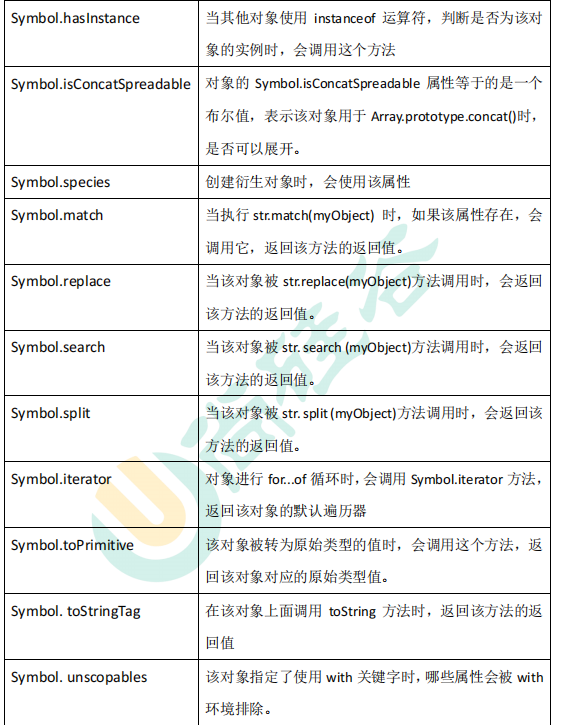 Symbol.hasInstance
当其他对象使用 instanceof 运算符，判断是否为该对
象的实例时，会调用这个方法
Symbol.isConcatSpreadable
对象的 Symbol.isConcatSpreadable 属性等于的是一个
布尔值，表示该对象用于 Array.prototype.concat()时，
是否可以展开。
Symbol.species
创建衍生对象时，会使用该属性
Symbol.match
当执行 str.match(myObject) 时，如果该属性存在，会
调用它，返回该方法的返回值。
Symbol.replace
当该对象被 str.replace(myObject)方法调用时，会返回
该方法的返回值。
Symbol.search
当该对象被 str. search (myObject)方法调用时，会返回
该方法的返回值。
Symbol.split
当该对象被 str. split (myObject)方法调用时，会返回该
方法的返回值。
Symbol.iterator
对象进行 for...of 循环时，会调用 Symbol.iterator 方法，
返回该对象的默认遍历器
Symbol.toPrimitive
该对象被转为原始类型的值时，会调用这个方法，返
回该对象对应的原始类型值。
Symbol. toStringTag
在该对象上面调用 toString 方法时，返回该方法的返
回值
Symbol. unscopables
该对象指定了使用 with 关键字时，哪些属性会被 with
环境排除。
尚硅谷